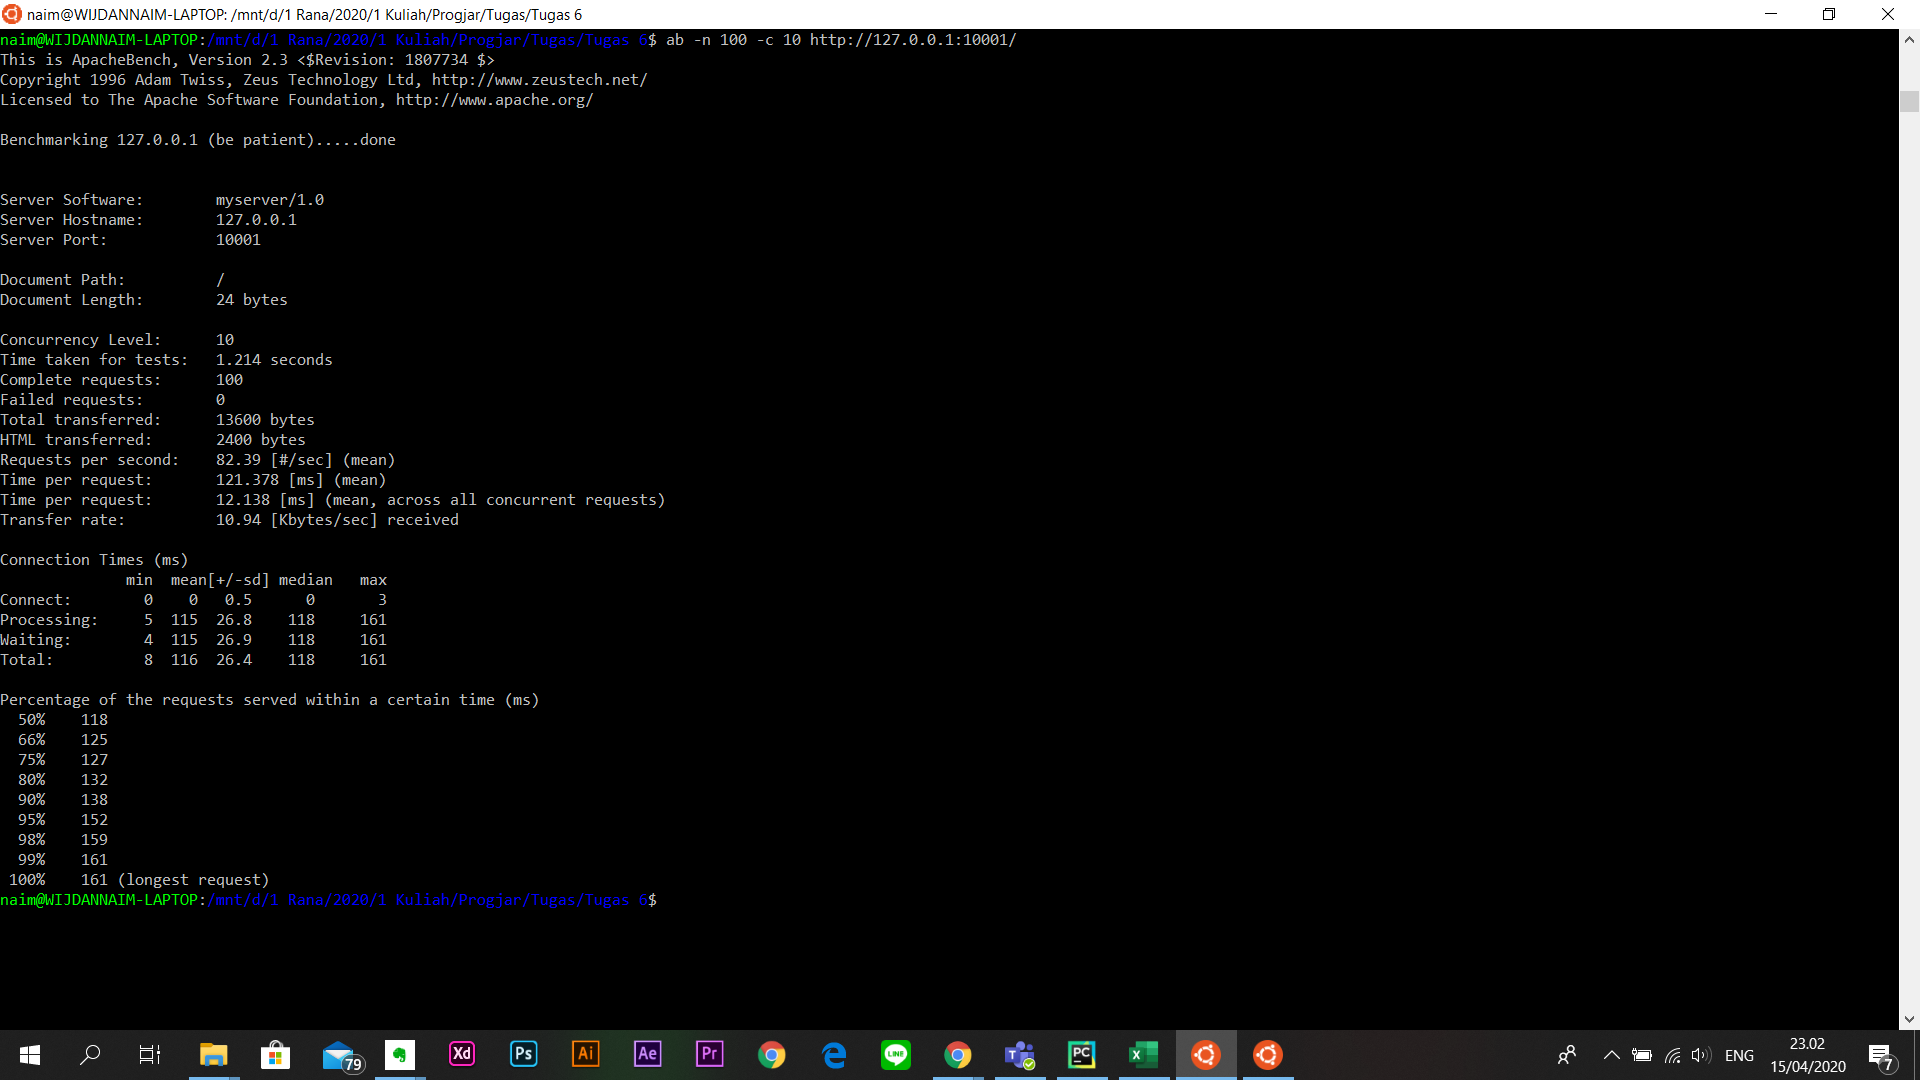 naim@WIJDANNAIM-LAPTOP: /mnt/d/1 Rana/2020/1 Kuliah/Progjar/Tugas/Tugas 6
naim@WIJDANNAIM-LAPTOP:/mnt/d/1 Rana/2020/1 Kuliah/Progjar/Tugas/Tugas 6$ ab -n 100 -c 10 http://127.0.0.1:10001/
This is ApacheBench, Version 2.3 <$Revision: 1807734 $>
Copyright 1996 Adam Twiss, Zeus Technology Ltd, http://www.zeustech.net/
Licensed to The Apache Software Foundation, http://www.apache.org/
Benchmarking 127.0.0.1 (be patient).....done
Server Software:        myserver/1.0
Server Hostname:        127.0.0.1
Server Port:            10001
Document Path:          /
Document Length:        24 bytes
Concurrency Level:      10
Time taken for tests:   1.214 seconds
Complete requests:      100
Failed requests:        0
Total transferred:      13600 bytes
HTML transferred:       2400 bytes
Requests per second:    82.39 [#/sec] (mean)
Time per request:       121.378 [ms] (mean)
Time per request:       12.138 [ms] (mean, across all concurrent requests)
Transfer rate:          10.94 [Kbytes/sec] received
Connection Times (ms)
              min  mean[+/-sd] median   max
Connect:        0    0   0.5      0       3
Processing:     5  115  26.8    118     161
Waiting:        4  115  26.9    118     161
Total:          8  116  26.4    118     161
Percentage of the requests served within a certain time (ms)
  50%    118
  66%    125
  75%    127
  80%    132
  90%    138
  95%    152
  98%    159
  99%    161
 100%    161 (longest request)
naim@WIJDANNAIM-LAPTOP:/mnt/d/1 Rana/2020/1 Kuliah/Progjar/Tugas/Tugas 6$
79 Xd Ps Ai Ae Pr LINE T PC X ENG 23.02 7
15/04/2020